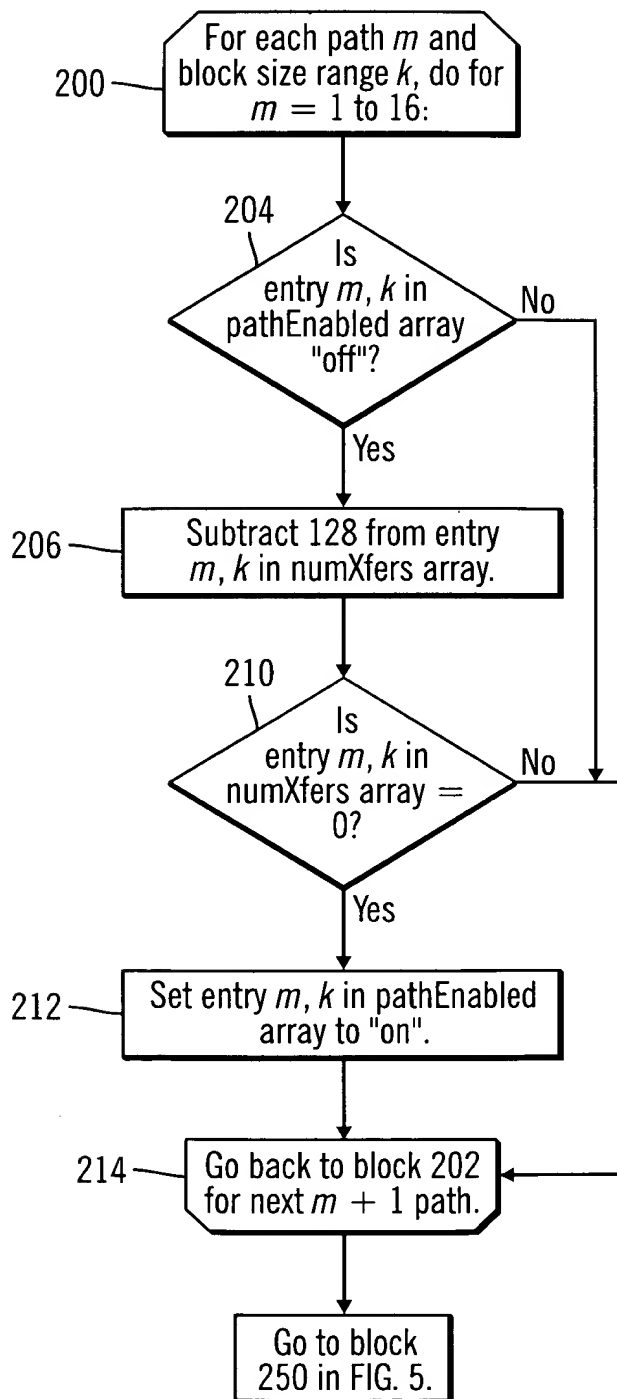 For each path m and
200
block size range k, do for
m = 1 to 16:
204
Is
entry m, k in
pathEnabled array
"off"?
No
Yes
206
Subtract 128 from entry
m, k in numXfers array.
210
Is
entry m, k in
numXfers array =
0?
No
Yes
212
Set entry m, k in pathEnabled
array to "on".
214
Go back to block 202
for next m + 1 path.
Go to block
250 in FIG. 5.